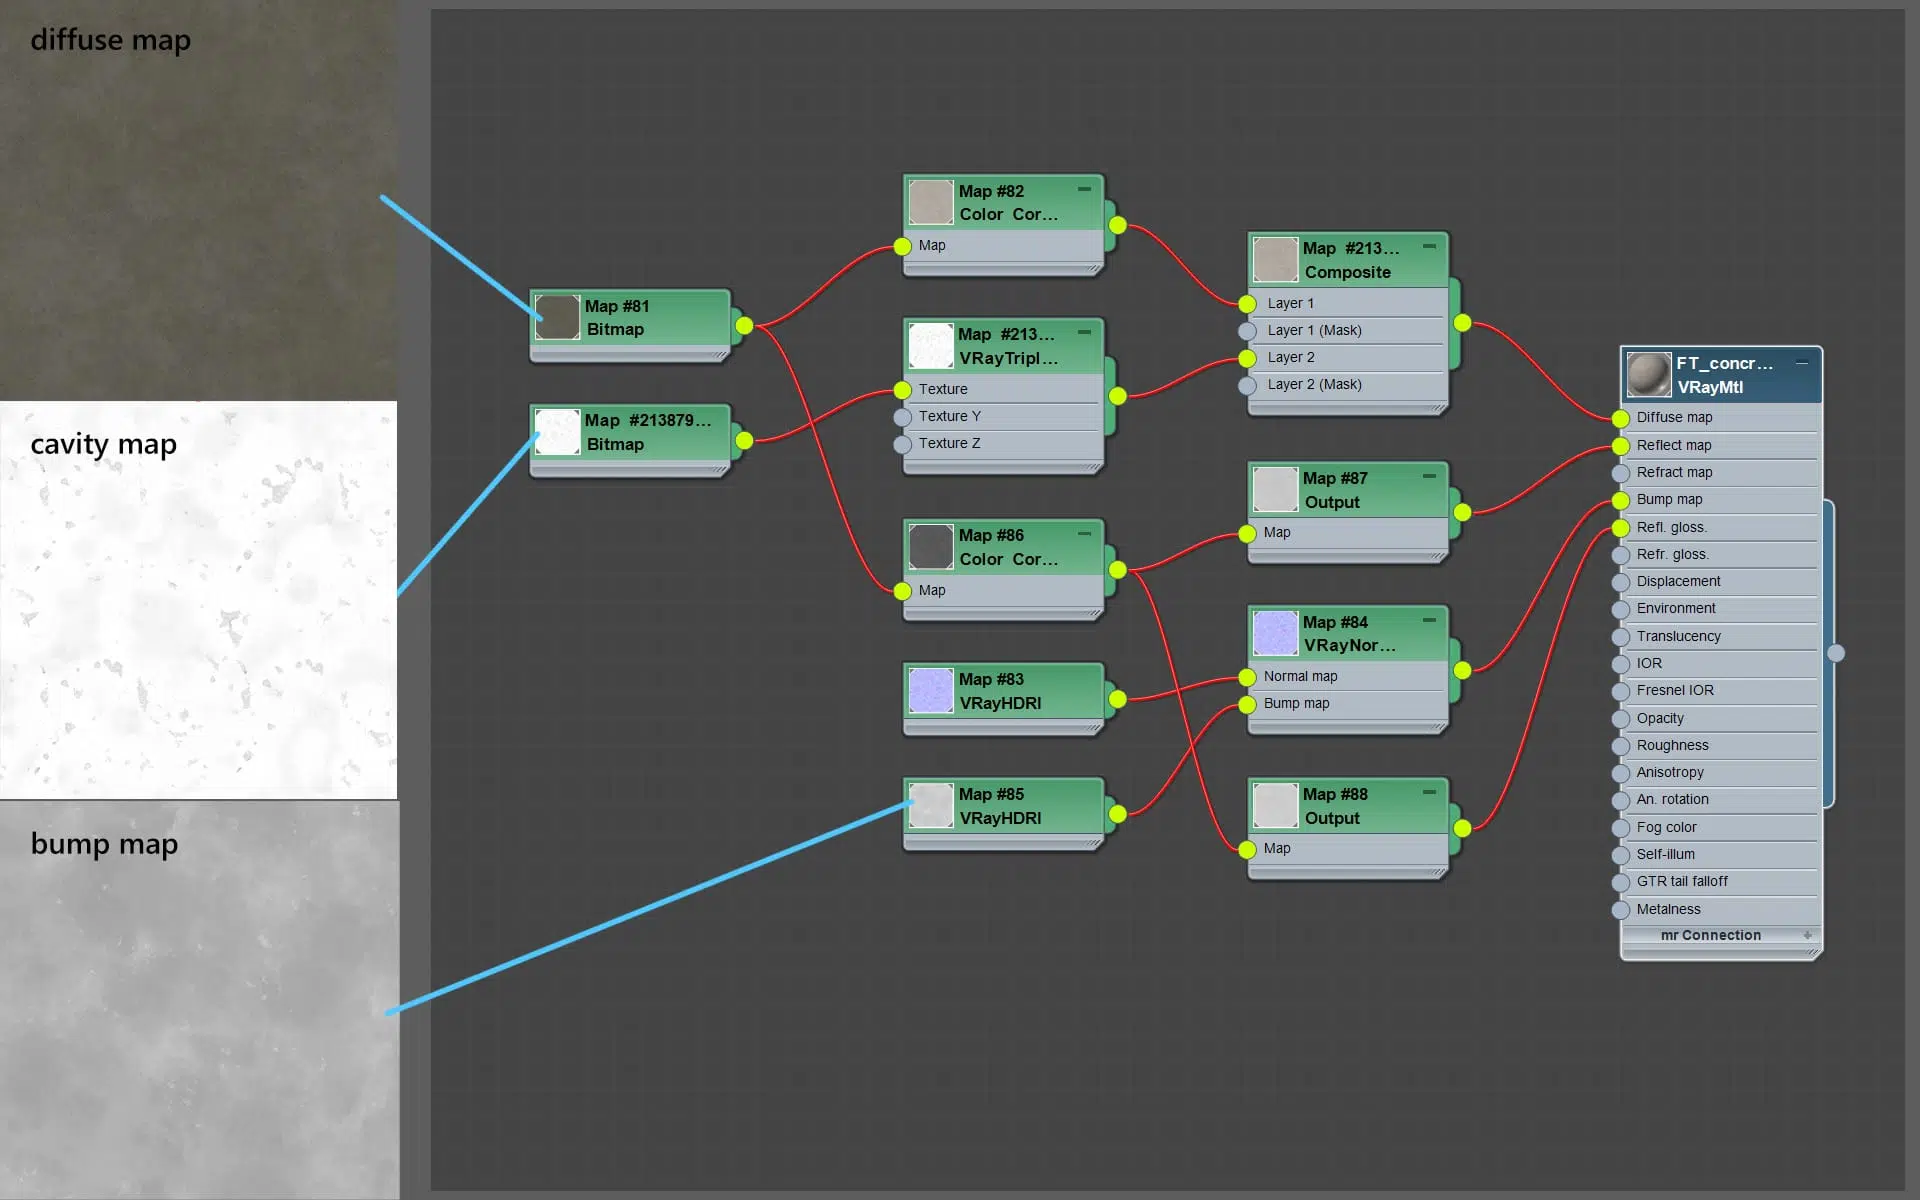 diffuse map
cavity map
bump map
Map #81
Bitmap
Map #213879...
Bitmap
Map #82
Color Cor...
Map
Map #213...
VRayTripl...
Texture
Texture Y
Texture Z
Map #86
Color Cor...
Map
Map #83
VRayHDRI
Map #85
VRayHDRI
Map #213...
Composite
Layer 1
Layer 1 (Mask)
Layer 2
Layer 2 (Mask)
Map #87
Output
Map
Map #84
VRayNor...
Normal map
Bump map
Map #88
Output
Map
FT_concr...
VRayMtl
Diffuse map
Reflect map
Refract map
Bump map
Refl. gloss.
Refr. gloss.
Displacement
Environment
Translucency
IOR
Fresnel IOR
Opacity
Roughness
Anisotropy
An. rotation
Fog color
Self-illum
GTR tail falloff
Metalness
mr Connection